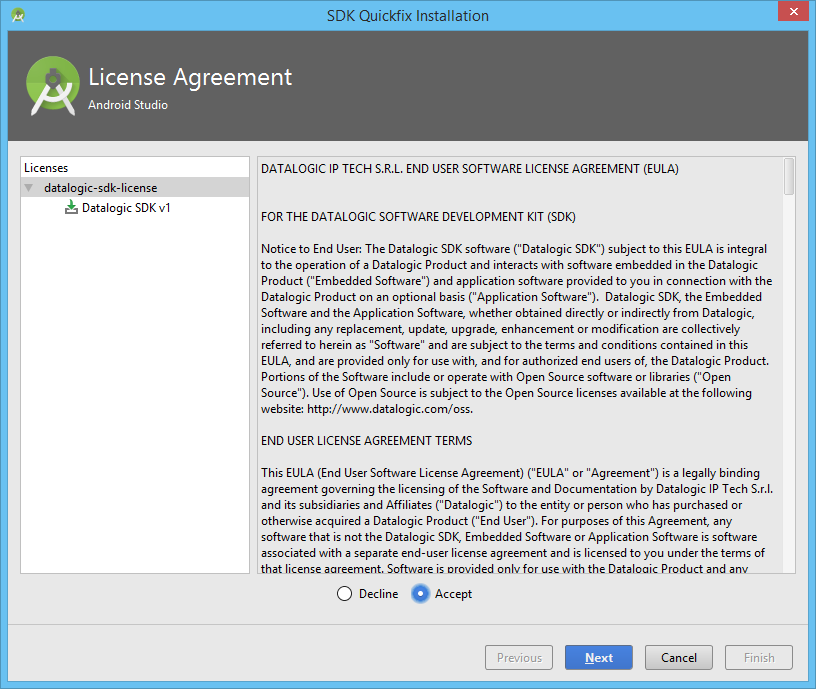 SDK Quickfix Installation
License Agreement
Android Studio
Licenses
datalogic-sdk-license
Datalogic SDK v1
DATALOGIC IP TECH S.R.L. END USER SOFTWARE LICENSE AGREEMENT (EULA)
FOR THE DATALOGIC SOFTWARE DEVELOPMENT KIT (SDK)
Notice to End User: The Datalogic SDK software ("Datalogic SDK") subject to this EULA is integral
to the operation of a Datalogic Product and interacts with software embedded in the Datalogic
Product ("Embedded Software") and application software provided to you in connection with the
Datalogic Product on an optional basis ("Application Software").  Datalogic SDK, the Embedded
Software and the Application Software, whether obtained directly or indirectly from Datalogic,
including any replacement, update, upgrade, enhancement or modification are collectively
referred to herein as "Software" and are subject to the terms and conditions contained in this
EULA, and are provided only for use with, and for authorized end users of, the Datalogic Product.
Portions of the Software include or operate with Open Source software or libraries ("Open
Source"). Use of Open Source is subject to the Open Source licenses available at the following
website: http://www.datalogic.com/oss.
END USER LICENSE AGREEMENT TERMS
This EULA (End User Software License Agreement) ("EULA" or "Agreement") is a legally binding
agreement governing the licensing of the Software and Documentation by Datalogic IP Tech S.r.l.
and its subsidiaries and Affiliates ("Datalogic") to the entity or person who has purchased or
otherwise acquired a Datalogic Product ("End User"). For purposes of this Agreement, any
software that is not the Datalogic SDK, Embedded Software or Application Software is software
associated with a separate end-user license agreement and is licensed to you under the terms of
that license agreement. Software is provided only for use with the Datalogic Product and any
Decline
Accept
Previous
Next
Cancel
Finish